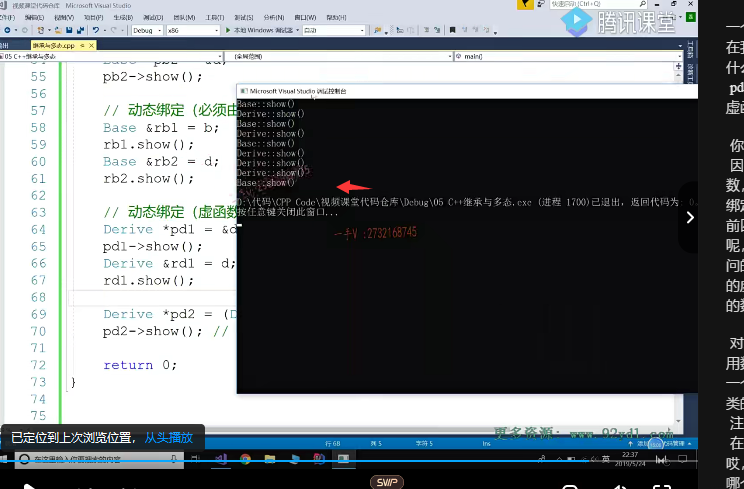 视频课堂代码仓库
快速启动(Ctrl+Q)
腾讯课堂
编辑(E) 视图(V) 项目(P) 生成(B) 调试(D) 团队(M) 工具(T) 测试(S) 分析(N) 窗口(W) 帮助(H)
Debug x86 本地 Windows 调试器 自动
继承与多态.cpp
05 C++继承与多态 (全局范围) main()
55 pb2->show();
56
57 // 动态绑定（必须由
58 Base &rb1 = b;
59 rb1.show();
60 Base &rb2 = d;
61 rb2.show();
62
63 // 动态绑定（虚函数
64 Derive *pd1 = &d
65 pd1->show();
66 Derive &rd1 = d;
67 rd1.show();
68
69 Derive *pd2 = (D
70 pd2->show(); //
71
72 return 0;
73 }
74
75
Microsoft Visual Studio 调试控制台
Base::show()
Derive::show()
Base::show()
Derive::show()
Base::show()
Derive::show()
Derive::show()
Derive::show()
Base::show()
D:\代码\CPP Code\视频课堂代码仓库\Debug\05 C++继承与多态.exe (进程 1700)已退出，返回代码为: 0
按任意键关闭此窗口...
一手V :2732168745
更多资源: www.92xdl.com
行 68 列 5 字符 5 Ins
已定位到上次浏览位置，从头播放
在这里输入你要搜索的内容
英
22:37
2019/5/24
SVIP
一
在
什么
pd
虚
你
因
数，
绑定
前
呢，
问的
的虚
的
对
用
一个
类的
注
在
哎，
哪个